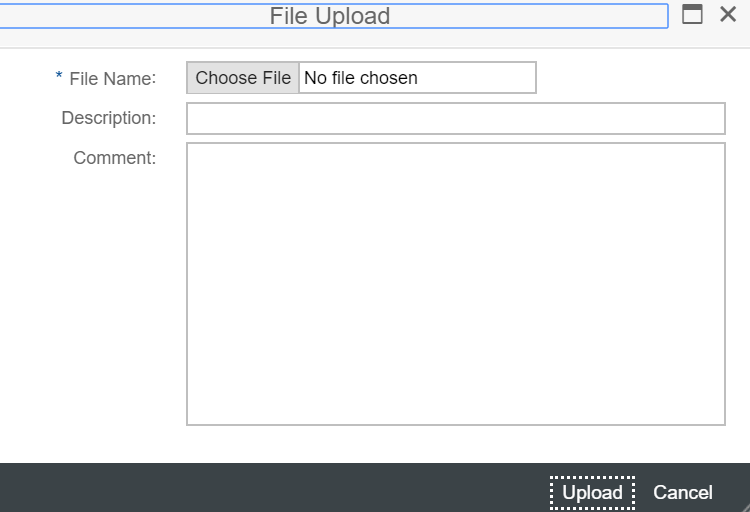 File Upload
* File Name:
Choose File No file chosen
Description:
Comment:
Upload Cancel